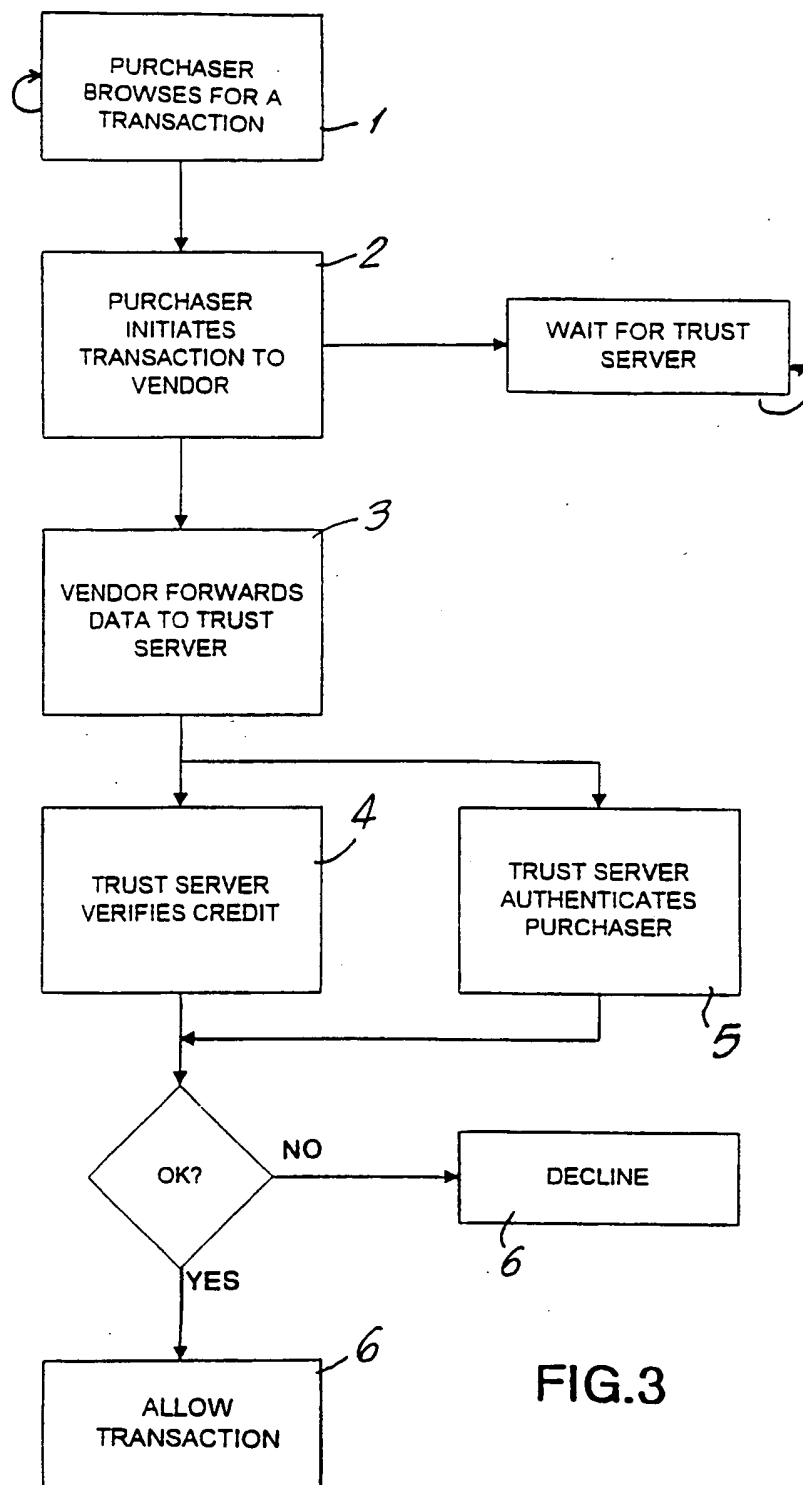 PURCHASER
BROWSES FOR A
TRANSACTION
1
2
PURCHASER
INITIATES
TRANSACTION TO
VENDOR
WAIT FOR TRUST
SERVER
3
VENDOR FORWARDS
DATA TO TRUST
SERVER
4
TRUST SERVER
VERIFIES CREDIT
TRUST SERVER
AUTHENTICATES
PURCHASER
5
OK?
NO
DECLINE
6
YES
6
ALLOW
TRANSACTION
FIG.3